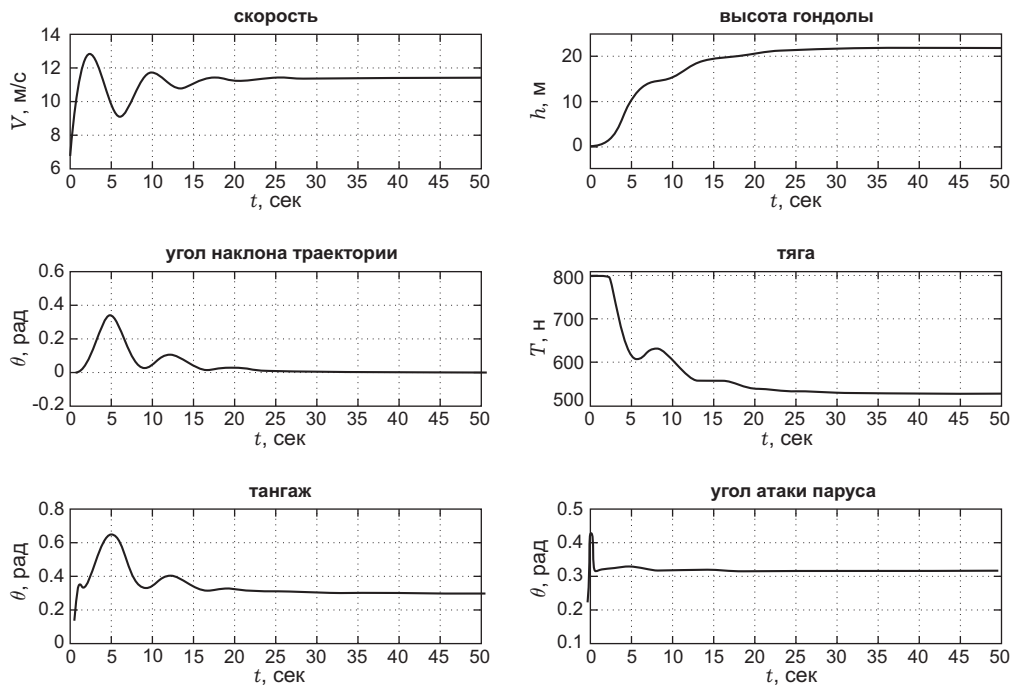 скорость
V, м/с
14
12
10
8
6
0 5 10 15 20 25 30 35 40 45 50
t, сек
высота гондолы
h, м
20
10
0
0 5 10 15 20 25 30 35 40 45 50
t, сек
угол наклона траектории
θ, рад
0.6
0.4
0.2
0
-0.2
0 5 10 15 20 25 30 35 40 45 50
t, сек
тяга
T, н
800
700
600
500
0 5 10 15 20 25 30 35 40 45 50
t, сек
тангаж
θ, рад
0.8
0.6
0.4
0.2
0
0 5 10 15 20 25 30 35 40 45 50
t, сек
угол атаки паруса
θ, рад
0.5
0.4
0.3
0.2
0.1
0 5 10 15 20 25 30 35 40 45 50
t, сек